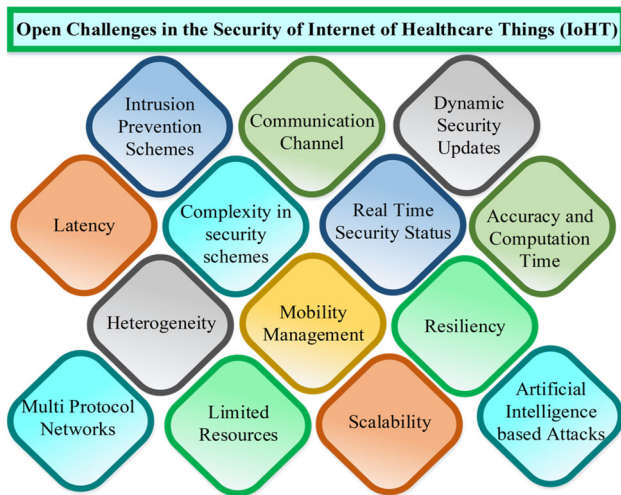 Open Challenges in the Security of Internet of Healthcare Things (IoHT)
Intrusion
Prevention
Schemes
Communication
Channel
Dynamic
Security
Updates
Latency
Complexity in
security
schemes
Real Time
Security Status
Accuracy and
Computation
Time
Heterogeneity
Mobility
Management
Resiliency
Multi Protocol
Networks
Limited
Resources
Scalability
Artificial
Intelligence
based Attacks